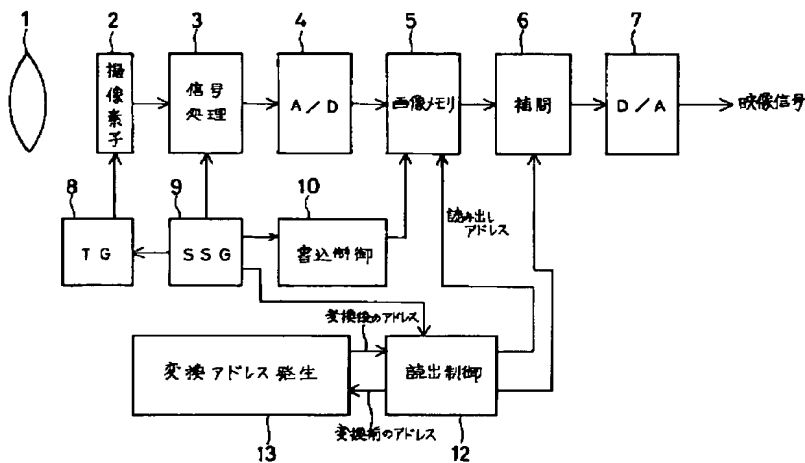 1
2
3
4
5
6
7
撮像素子
信号
処理
A/D
画像メモリ
補間
D/A
映像信号
8
9
10
読み出し
アドレス
TG
SSG
書込制御
変換後のアドレス
変換アドレス発生
読出制御
変換前のアドレス
13
12